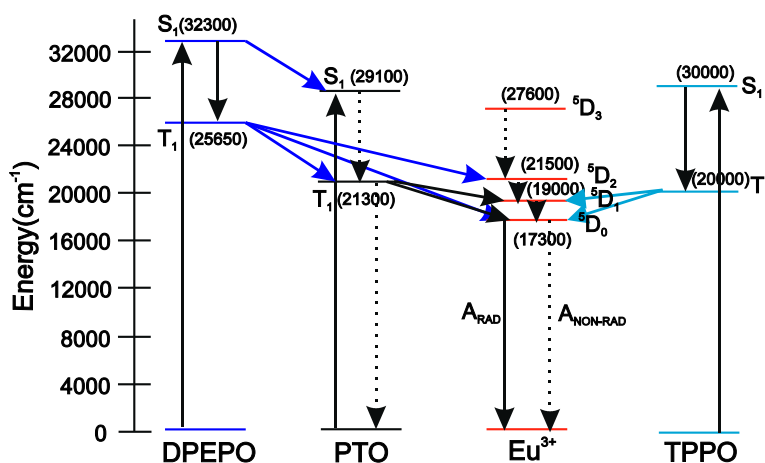 Energy(cm⁻¹)
32000
28000
24000
20000
16000
12000
8000
4000
0
S₁(32300)
T₁ (25650)
DPEPO
S₁ (29100)
T₁ (21300)
PTO
(27600) ⁵D₃
(21500) ⁵D₂
(19000) ⁵D₁
(17300) ⁵D₀
A_RAD
A_NON-RAD
Eu³⁺
(30000) S₁
(20000) T
TPPO